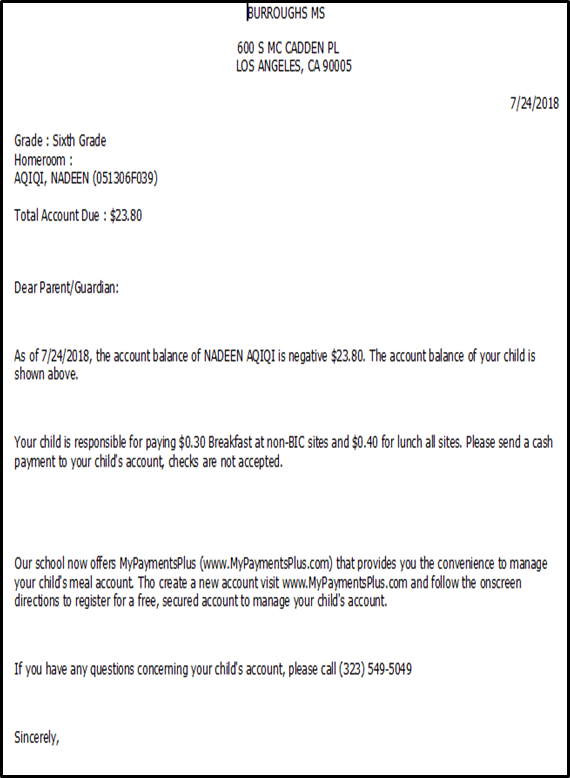 BURROUGHS MS
600 S MC CADDEN PL
LOS ANGELES, CA 90005
7/24/2018
Grade : Sixth Grade
Homeroom :
AQIQI, NADEEN (051306F039)
Total Account Due : $23.80
Dear Parent/Guardian:
As of 7/24/2018, the account balance of NADEEN AQIQI is negative $23.80. The account balance of your child is
shown above.
Your child is responsible for paying $0.30 Breakfast at non-BIC sites and $0.40 for lunch all sites. Please send a cash
payment to your child's account, checks are not accepted.
Our school now offers MyPaymentsPlus (www.MyPaymentsPlus.com) that provides you the convenience to manage
your child's meal account. Tho create a new account visit www.MyPaymentsPlus.com and follow the onscreen
directions to register for a free, secured account to manage your child's account.
If you have any questions concerning your child's account, please call (323) 549-5049
Sincerely,